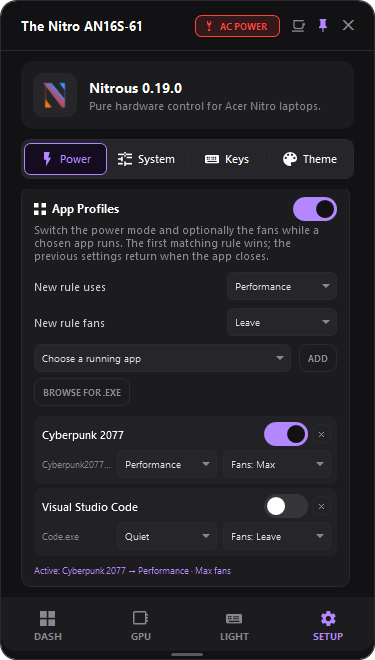 The Nitro AN16S-61
AC POWER
Nitrous 0.19.0
Pure hardware control for Acer Nitro laptops.
Power
System
Keys
Theme
App Profiles
Switch the power mode and optionally the fans while a
chosen app runs. The first matching rule wins; the
previous settings return when the app closes.
New rule uses
Performance
New rule fans
Leave
Choose a running app
ADD
BROWSE FOR .EXE
Cyberpunk 2077
Cyberpunk2077...
Performance
Fans: Max
Visual Studio Code
Code.exe
Quiet
Fans: Leave
Active: Cyberpunk 2077 → Performance · Max fans
DASH
GPU
LIGHT
SETUP